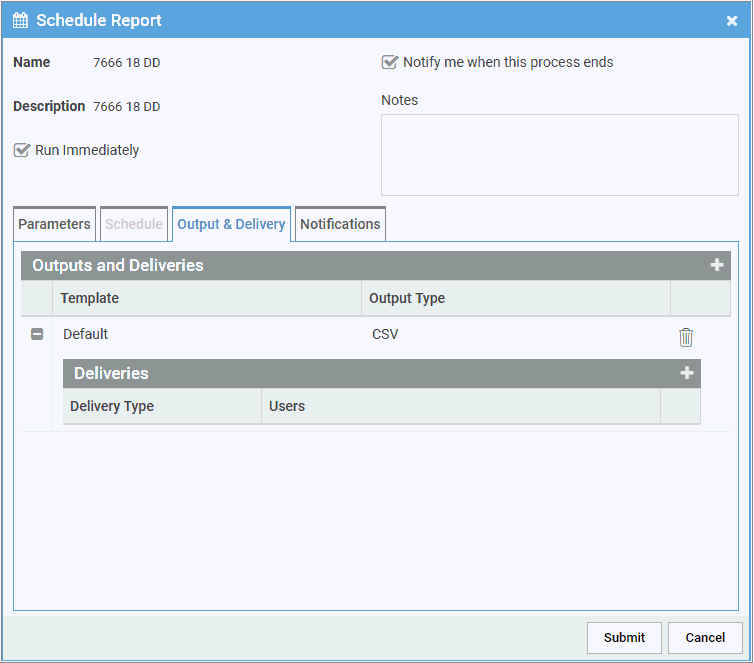 Schedule Report
Name 7666 18 DD
Notify me when this process ends
Description 7666 18 DD
Notes
Run Immediately
Parameters Schedule Output & Delivery Notifications
Outputs and Deliveries
Template Output Type
Default CSV
Deliveries
Delivery Type Users
Submit Cancel